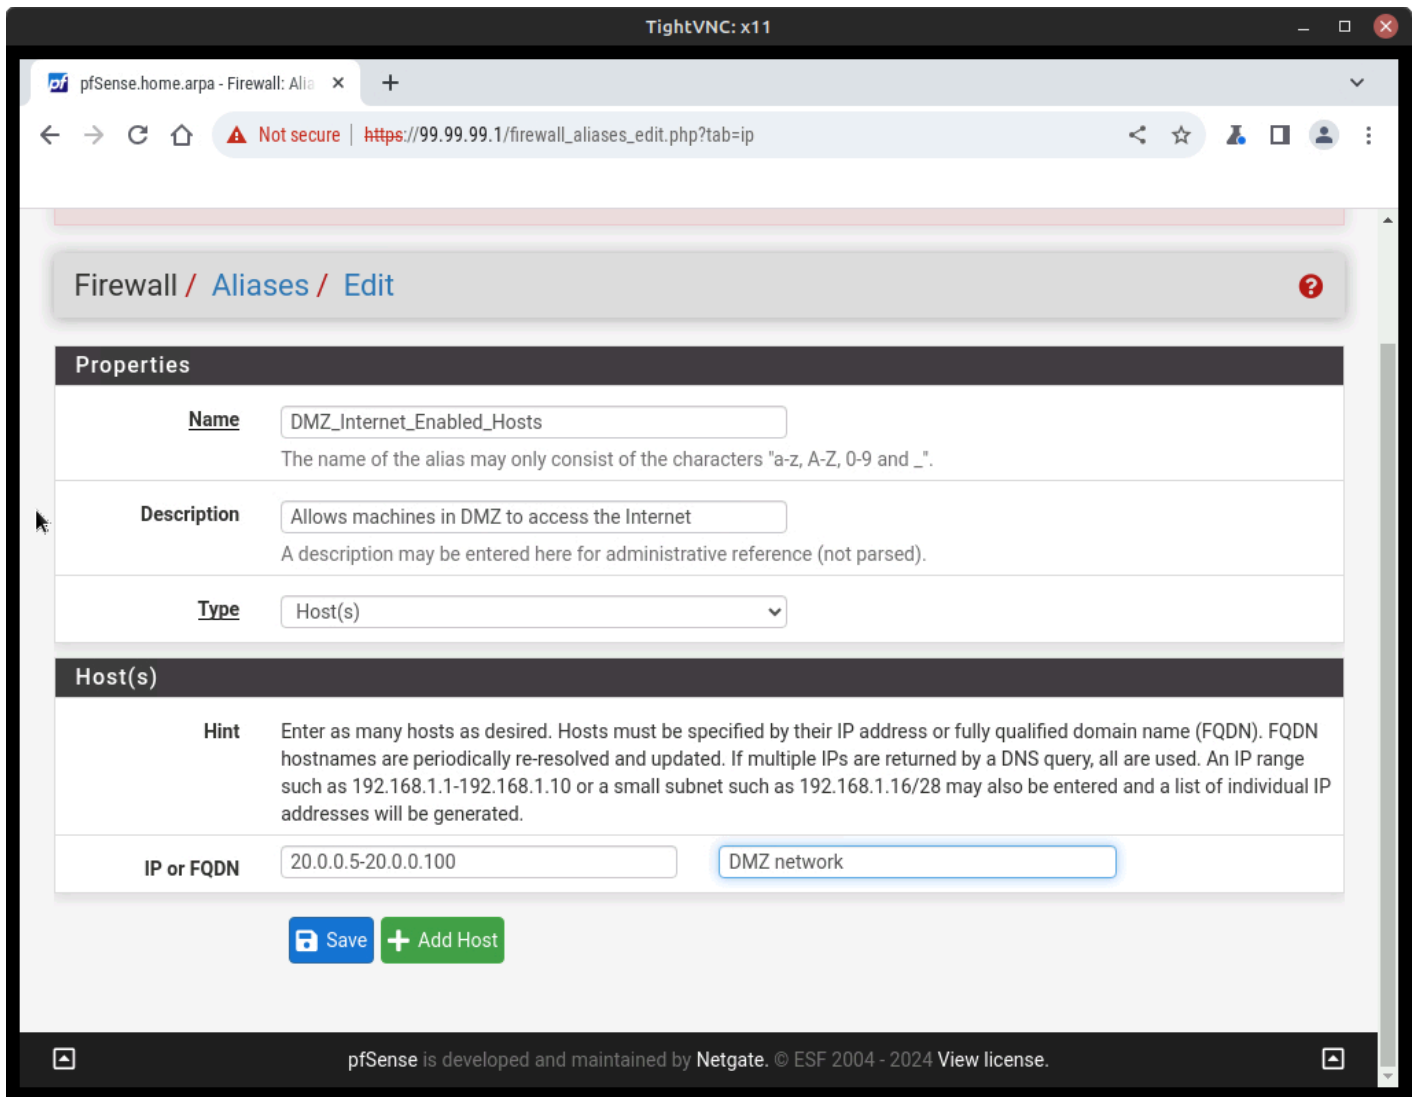 TightVNC: x11
pfSense.home.arpa - Firewall: Alia
Not secure | https://99.99.99.1/firewall_aliases_edit.php?tab=ip
Firewall / Aliases / Edit
Properties
Name DMZ_Internet_Enabled_Hosts
The name of the alias may only consist of the characters "a-z, A-Z, 0-9 and _".
Description Allows machines in DMZ to access the Internet
A description may be entered here for administrative reference (not parsed).
Type Host(s)
Host(s)
Hint Enter as many hosts as desired. Hosts must be specified by their IP address or fully qualified domain name (FQDN). FQDN
hostnames are periodically re-resolved and updated. If multiple IPs are returned by a DNS query, all are used. An IP range
such as 192.168.1.1-192.168.1.10 or a small subnet such as 192.168.1.16/28 may also be entered and a list of individual IP
addresses will be generated.
IP or FQDN 20.0.0.5-20.0.0.100 DMZ network
Save Add Host
pfSense is developed and maintained by Netgate. © ESF 2004 - 2024 View license.